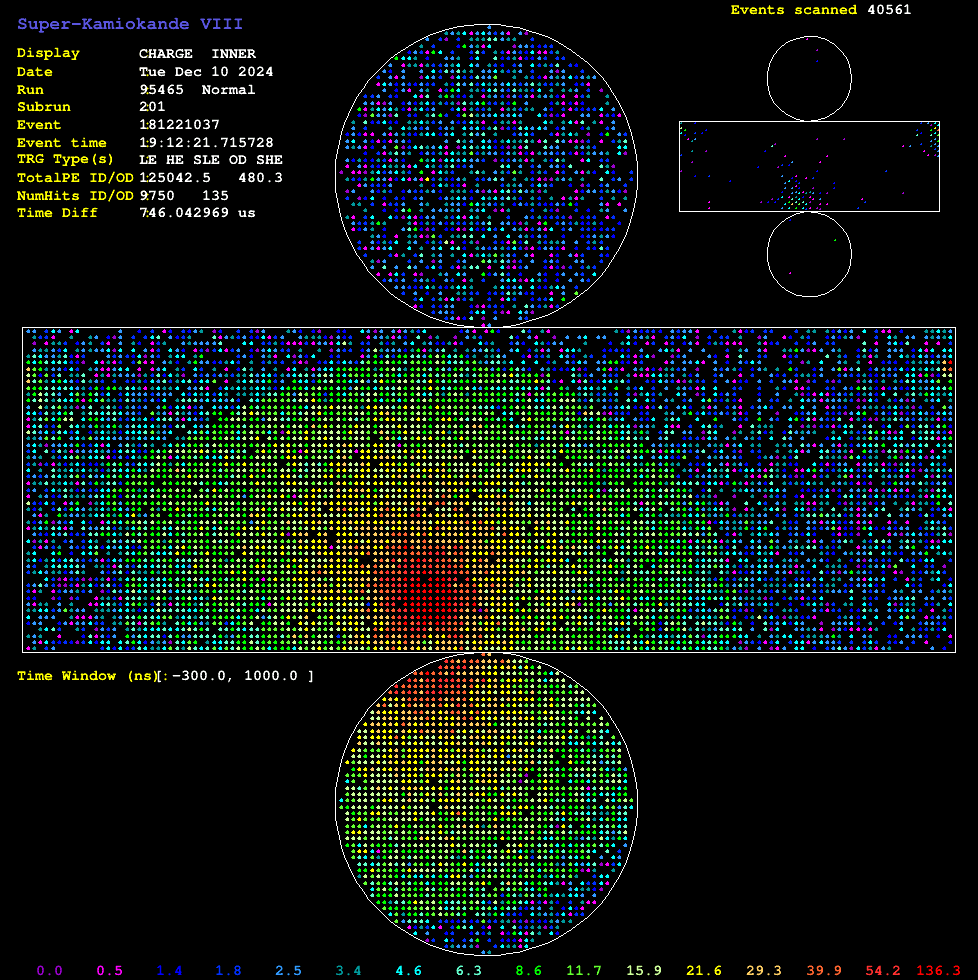 Super-Kamiokande VIII
Events scanned 40561
Display CHARGE INNER
Date Tue Dec 10 2024
Run 95465 Normal
Subrun 201
Event 181221037
Event time 19:12:21.715728
TRG Type(s) LE HE SLE OD SHE
TotalPE ID/OD 125042.5 480.3
NumHits ID/OD 9750 135
Time Diff 746.042969 us
Time Window (ns): [ -300.0, 1000.0 ]
0.0 0.5 1.4 1.8 2.5 3.4 4.6 6.3 8.6 11.7 15.9 21.6 29.3 39.9 54.2 136.3